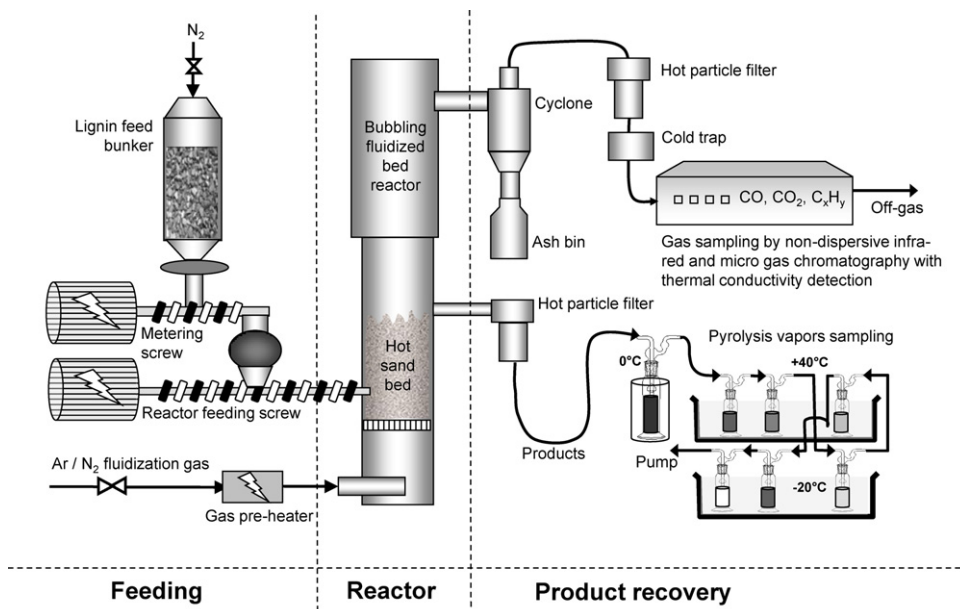 N2
Lignin feed
bunker
Metering
screw
Reactor feeding screw
Ar / N2 fluidization gas
Gas pre-heater
Bubbling
fluidized
bed
reactor
Hot
sand
bed
Cyclone
Ash bin
Hot particle filter
Cold trap
CO, CO2, CxHy
Off-gas
Gas sampling by non-dispersive infra-
red and micro gas chromatography with
thermal conductivity detection
Hot particle filter
Products
Pyrolysis vapors sampling
0°C
+40°C
Pump
-20°C
Feeding
Reactor
Product recovery